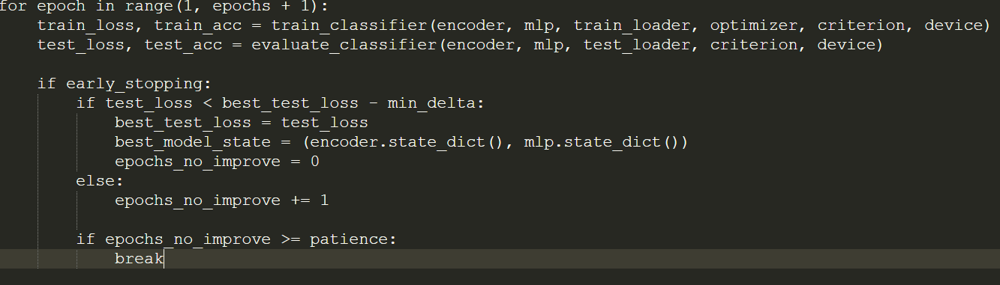 for epoch in range(1, epochs + 1):
    train_loss, train_acc = train_classifier(encoder, mlp, train_loader, optimizer, criterion, device)
    test_loss, test_acc = evaluate_classifier(encoder, mlp, test_loader, criterion, device)

    if early_stopping:
        if test_loss < best_test_loss - min_delta:
            best_test_loss = test_loss
            best_model_state = (encoder.state_dict(), mlp.state_dict())
            epochs_no_improve = 0
        else:
            epochs_no_improve += 1

        if epochs_no_improve >= patience:
            break